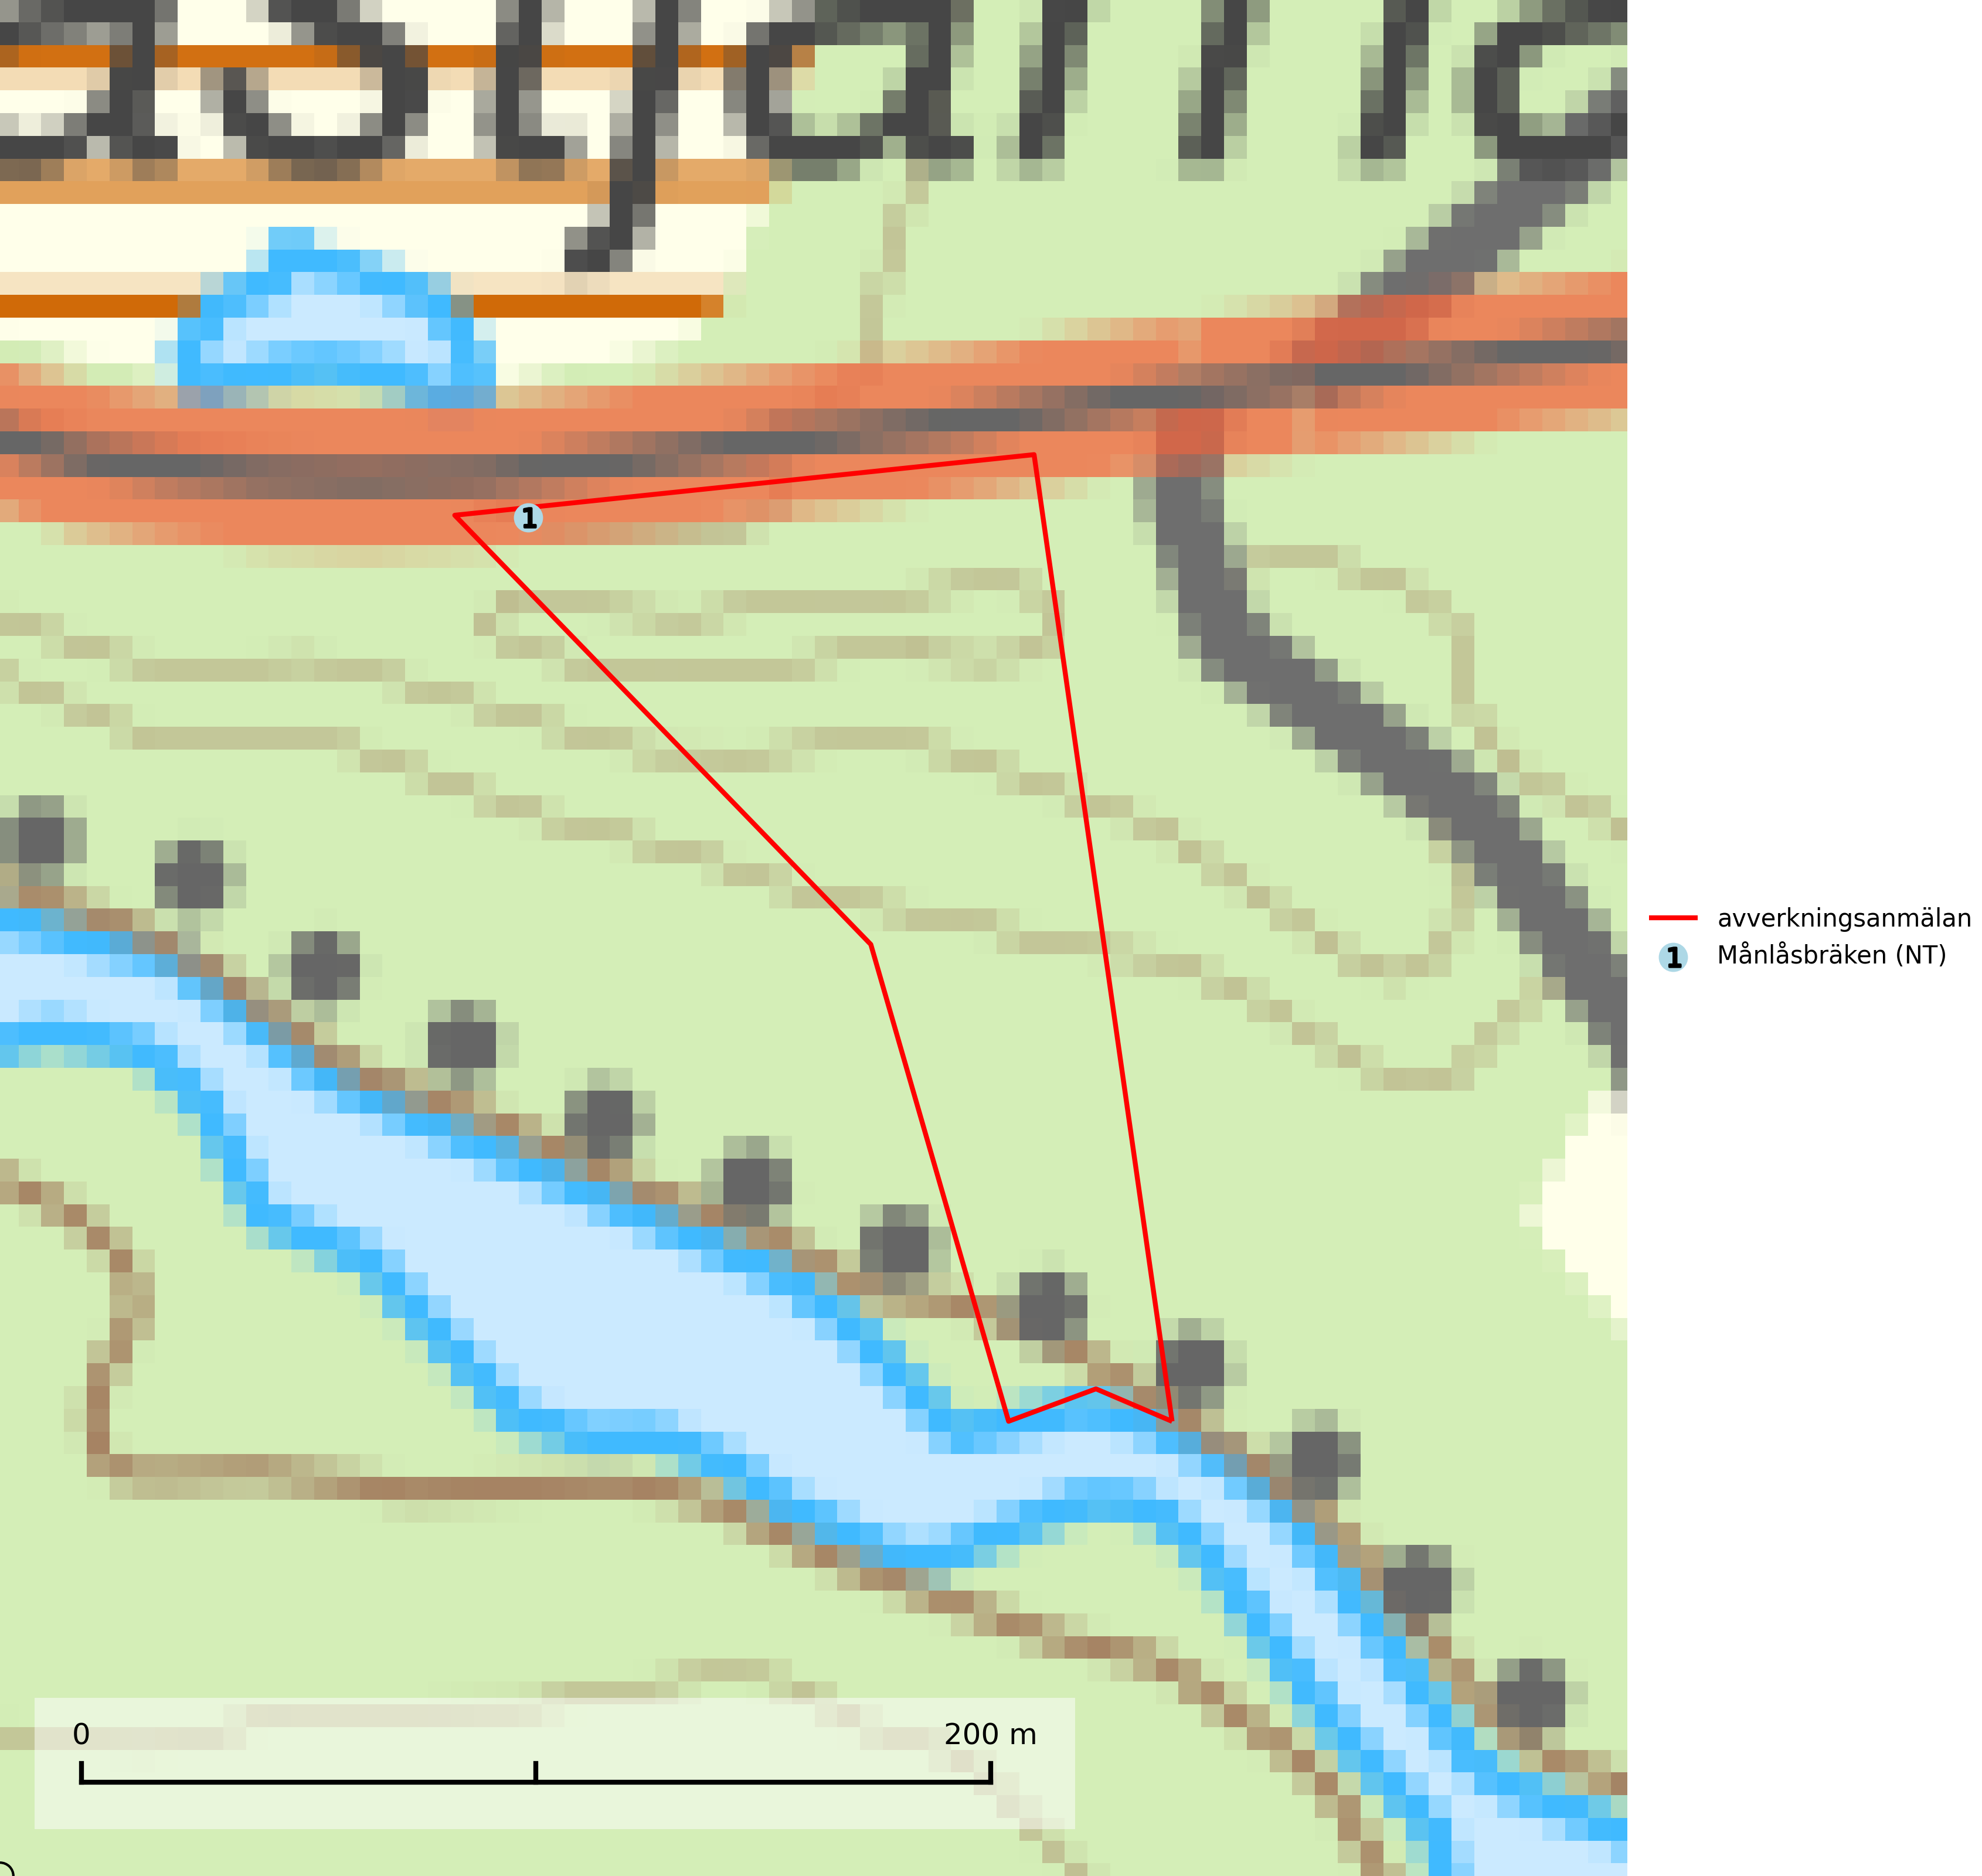 1
avverkningsanmälan
1 Månlåsbräken (NT)
0 200 m